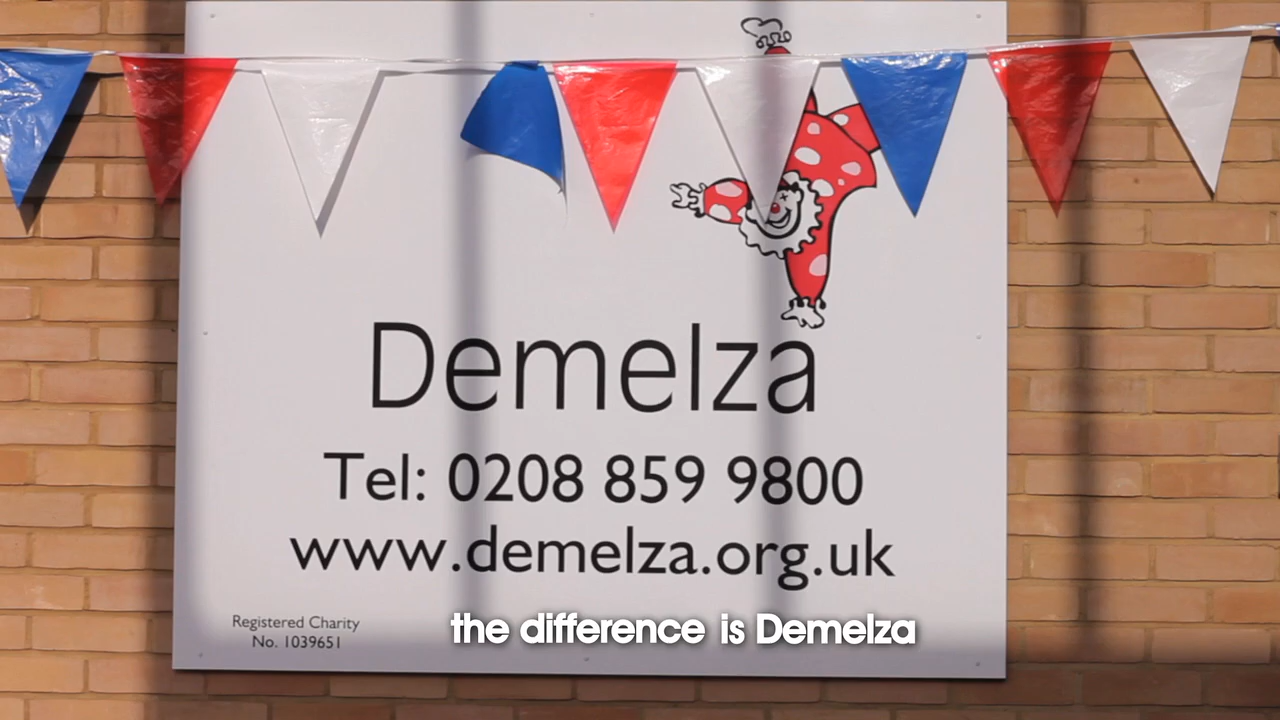 Demelza
Tel: 0208 859 9800
www.demelza.org.uk
Registered Charity
No. 1039651
the difference is Demelza